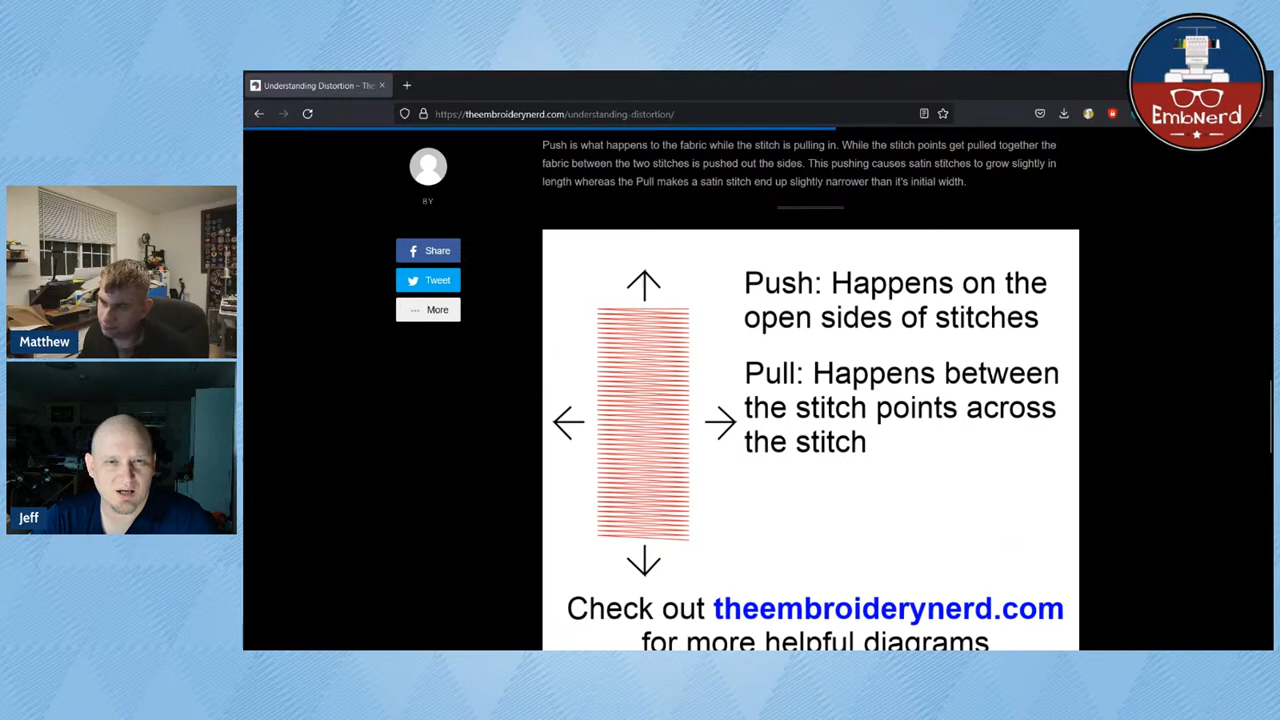 Understanding Distortion – The
https://theembroiderynerd.com/understanding-distortion/
EmbNerd
Push is what happens to the fabric while the stitch is pulling in. While the stitch points get pulled together the
fabric between the two stitches is pushed out the sides. This pushing causes satin stitches to grow slightly in
length whereas the Pull makes a satin stitch end up slightly narrower than it's initial width.
BY
Share
Tweet
More
Push: Happens on the
open sides of stitches
Pull: Happens between
the stitch points across
the stitch
Check out theembroiderynerd.com
for more helpful diagrams
Matthew
Jeff